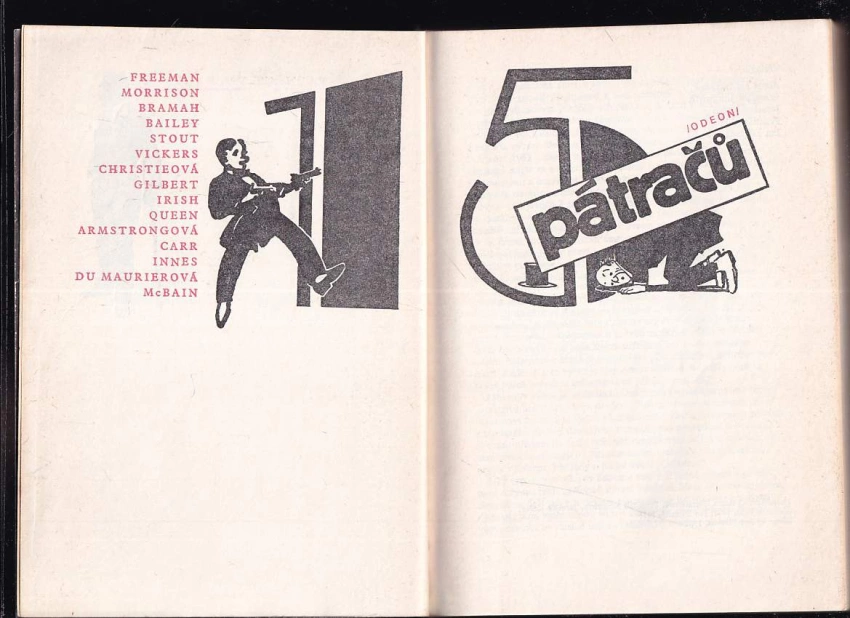 FREEMAN
MORRISON
BRAMAH
BAILEY
STOUT
VICKERS
CHRISTIEOVÁ
GILBERT
IRISH
QUEEN
ARMSTRONGOVÁ
CARR
INNES
DU MAURIEROVÁ
McBAIN
15
/ODEON/
pátračů